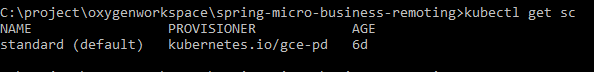 C:\project\oxygenworkspace\spring-micro-business-remoting>kubectl get sc
NAME                 PROVISIONER            AGE
standard (default)   kubernetes.io/gce-pd   6d